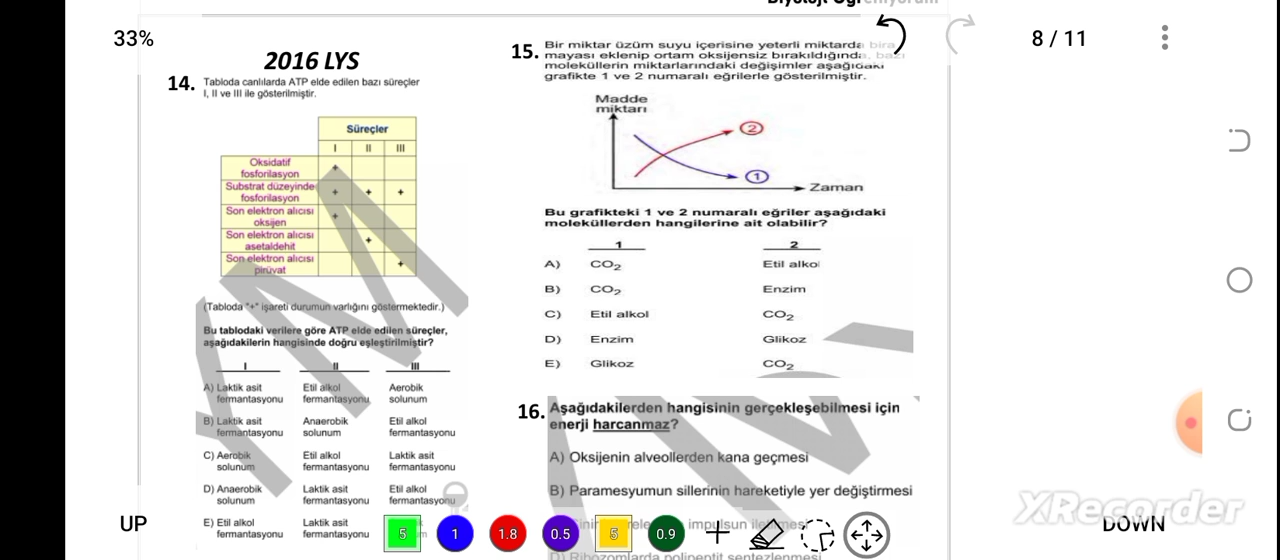 33%
8 / 11
2016 LYS
14. Tabloda canlılarda ATP elde edilen bazı süreçler
I, II ve III ile gösterilmiştir.
Süreçler
I II III
Oksidatif
fosforilasyon +
Substrat düzeyinde
fosforilasyon + + +
Son elektron alıcısı
oksijen +
Son elektron alıcısı
asetaldehit +
Son elektron alıcısı
pirüvat +
(Tabloda "+" işareti durumun varlığını göstermektedir.)
Bu tablodaki verilere göre ATP elde edilen süreçler,
aşağıdakilerin hangisinde doğru eşleştirilmiştir?
I II III
A) Laktik asit Etil alkol Aerobik
fermantasyonu fermantasyonu solunum
B) Laktik asit Anaerobik Etil alkol
fermantasyonu solunum fermantasyonu
C) Aerobik Etil alkol Laktik asit
solunum fermantasyonu fermantasyonu
D) Anaerobik Laktik asit Etil alkol
solunum fermantasyonu fermantasyonu
E) Etil alkol Laktik asit
fermantasyonu fermantasyonu
15. Bir miktar üzüm suyu içerisine yeterli miktarda bira
mayası eklenip ortam oksijensiz bırakıldığında, bazı
moleküllerin miktarlarındaki değişimler aşağıdaki
grafikte 1 ve 2 numaralı eğrilerle gösterilmiştir.
Madde
miktarı
2
1
Zaman
Bu grafikteki 1 ve 2 numaralı eğriler aşağıdaki
moleküllerden hangilerine ait olabilir?
1 2
A) CO₂ Etil alkol
B) CO₂ Enzim
C) Etil alkol CO₂
D) Enzim Glikoz
E) Glikoz CO₂
16. Aşağıdakilerden hangisinin gerçekleşebilmesi için
enerji harcanmaz?
A) Oksijenin alveollerden kana geçmesi
B) Paramesyumun sillerinin hareketiyle yer değiştirmesi
impulsun
D) Ribozomlarda polipeptit sentezlenmesi
UP
5 1 1.8 0.5 5 0.9
DOWN
XRecorder